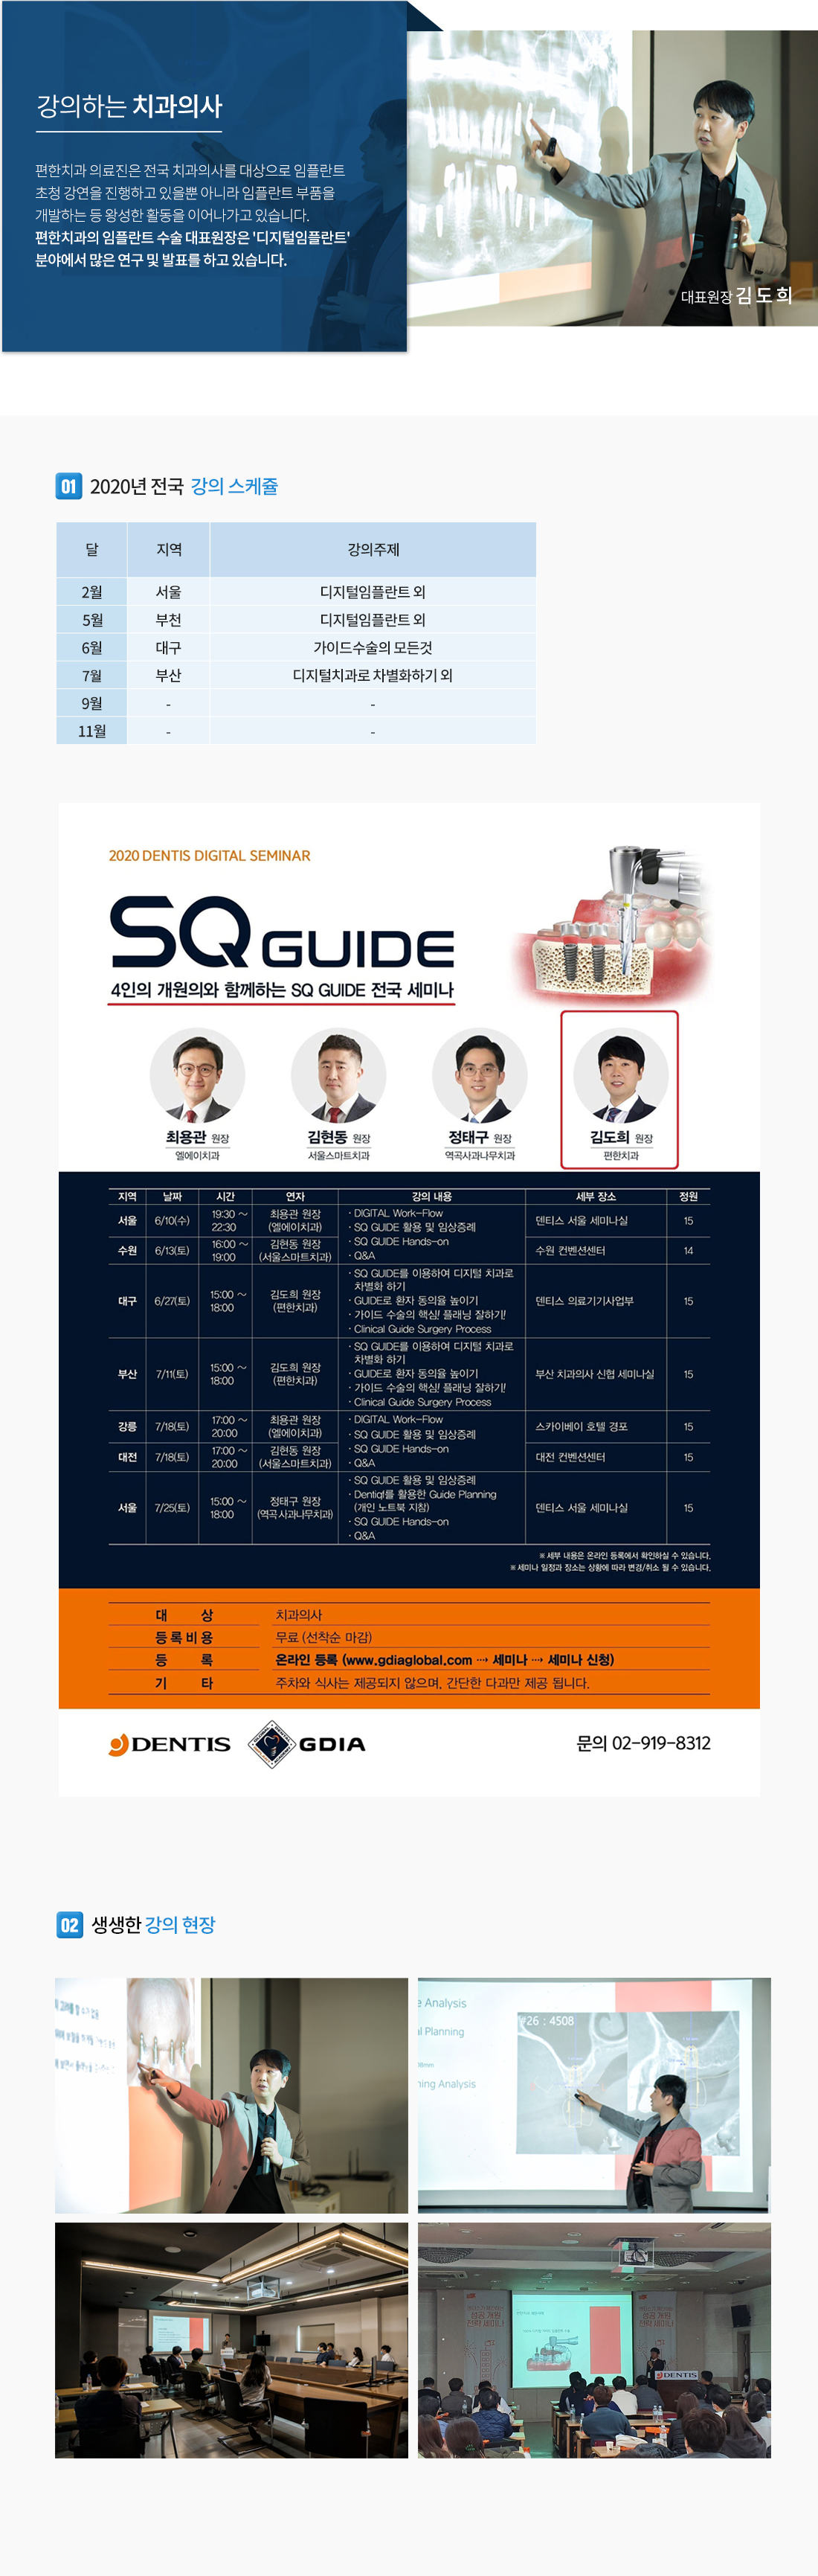 강의하는 치과의사
편한치과 의료진은 전국 치과의사를 대상으로 임플란트
초청 강연을 진행하고 있을뿐 아니라 임플란트 부품을
개발하는 등 왕성한 활동을 이어나가고 있습니다.
편한치과의 임플란트 수술 대표원장은 '디지털임플란트'
분야에서 많은 연구 및 발표를 하고 있습니다.
대표원장 김도희
01 2020년 전국 강의 스케쥴
달 지역 강의주제
2월 서울 디지털임플란트 외
5월 부천 디지털임플란트 외
6월 대구 가이드수술의 모든것
7월 부산 디지털치과로 차별화하기 외
9월 - -
11월 - -
2020 DENTIS DIGITAL SEMINAR
SQ GUIDE
4인의 개원의와 함께하는 SQ GUIDE 전국 세미나
최용관 원장 김현동 원장 정태구 원장 김도희 원장
엘에이치과 서울스마트치과 역곡사과나무치과 편한치과
지역 날짜 시간 연자 강의 내용 세부 장소 정원
서울 6/10(수) 19:30 ~ 22:30 최용관 원장 (엘에이치과) 덴티스 서울 세미나실 15
수원 6/13(토) 16:00 ~ 19:00 김현동 원장 (서울스마트치과) 수원 컨벤션센터 14
· DIGITAL Work-Flow
· SQ GUIDE 활용 및 임상증례
· SQ GUIDE Hands-on
· Q&A
대구 6/27(토) 15:00 ~ 18:00 김도희 원장 (편한치과) 덴티스 의료기기사업부 15
· SQ GUIDE를 이용하여 디지털 치과로
차별화 하기
· GUIDE로 환자 동의율 높이기
· 가이드 수술의 핵심! 플래닝 잘하기!
· Clinical Guide Surgery Process
부산 7/11(토) 15:00 ~ 18:00 김도희 원장 (편한치과) 부산 치과의사 신협 세미나실 15
· SQ GUIDE를 이용하여 디지털 치과로
차별화 하기
· GUIDE로 환자 동의율 높이기
· 가이드 수술의 핵심! 플래닝 잘하기!
· Clinical Guide Surgery Process
강릉 7/18(토) 17:00 ~ 20:00 최용관 원장 (엘에이치과) 스카이베이 호텔 경포 15
대전 7/18(토) 17:00 ~ 20:00 김현동 원장 (서울스마트치과) 대전 컨벤션센터 15
· DIGITAL Work-Flow
· SQ GUIDE 활용 및 임상증례
· SQ GUIDE Hands-on
· Q&A
서울 7/25(토) 15:00 ~ 18:00 정태구 원장 (역곡사과나무치과) 덴티스 서울 세미나실 15
· SQ GUIDE 활용 및 임상증례
· Dentiq를 활용한 Guide Planning
(개인 노트북 지참)
· SQ GUIDE Hands-on
· Q&A
※ 세부 내용은 온라인 등록에서 확인하실 수 있습니다.
※ 세미나 일정과 장소는 상황에 따라 변경/취소 될 수 있습니다.
대 상 치과의사
등록비용 무료 (선착순 마감)
등 록 온라인 등록 (www.gdiaglobal.com ⇢ 세미나 ⇢ 세미나 신청)
기 타 주차와 식사는 제공되지 않으며, 간단한 다과만 제공 됩니다.
DENTIS GDIA 문의 02-919-8312
02 생생한 강의 현장
e Analysis
al Planning
ning Analysis
#26 : 4508
성공개원
전략세미나
성공개원
전략세미나
DENTIS